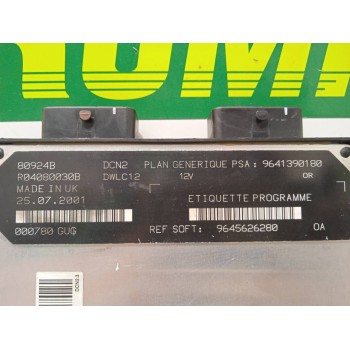 80924B DCN2 PLAN GENERIQUE PSA: 9641390180
R04080030B DWLC12 12V OR
MADE IN UK
25.07.2001 ETIQUETTE PROGRAMME
000780 GUG REF SOFT: 9645626280 0A